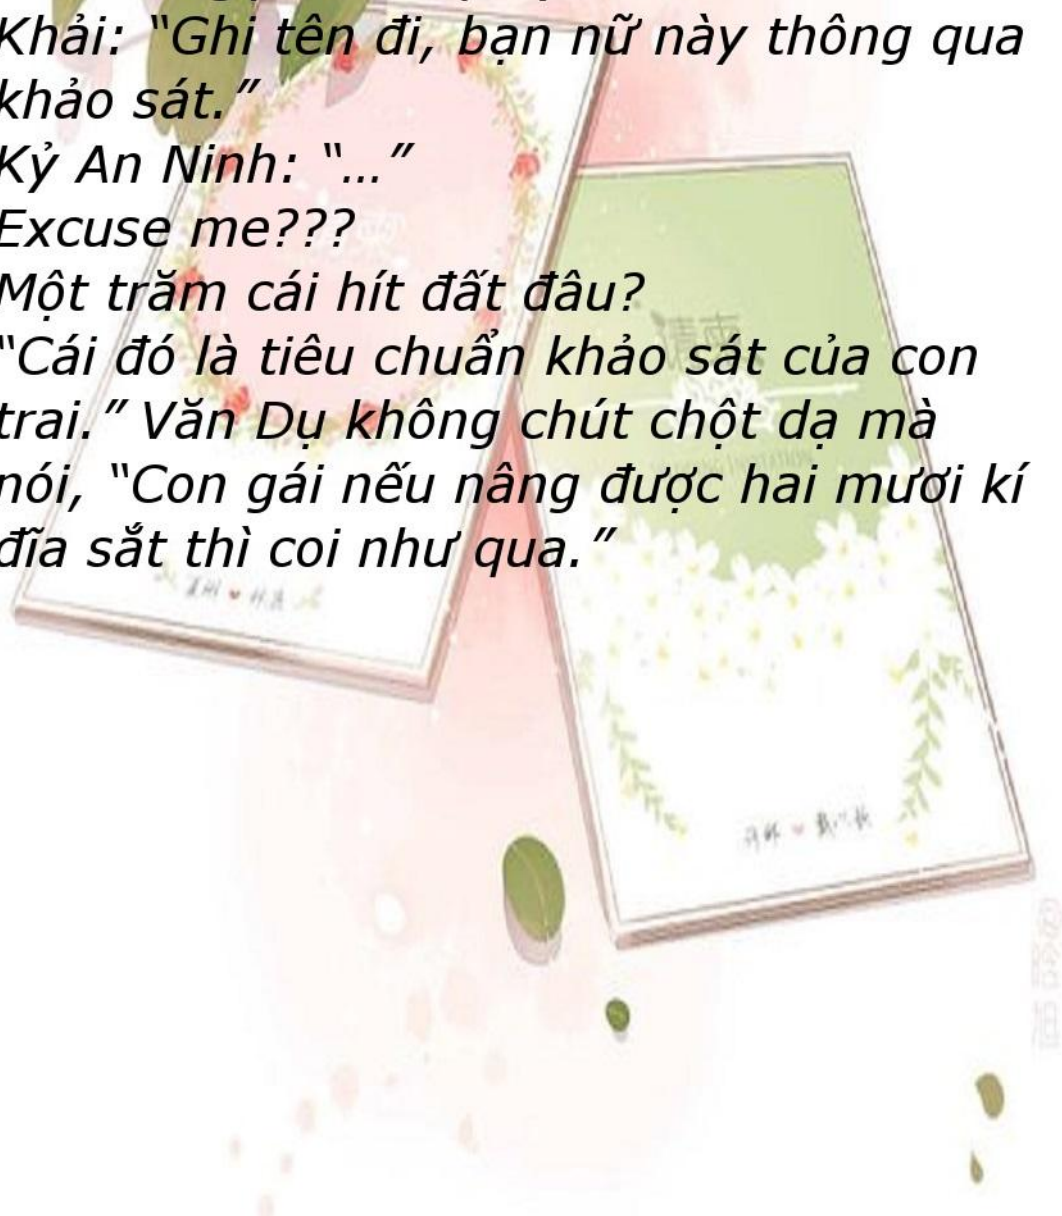 Khải: “Ghi tên đi, bạn nữ này thông qua
khảo sát.”
Kỷ An Ninh: “…”
Excuse me???
Một trăm cái hít đất đâu?
“Cái đó là tiêu chuẩn khảo sát của con
trai.” Văn Dụ không chút chột dạ mà
nói, “Con gái nếu nâng được hai mươi kí
đĩa sắt thì coi như qua.”